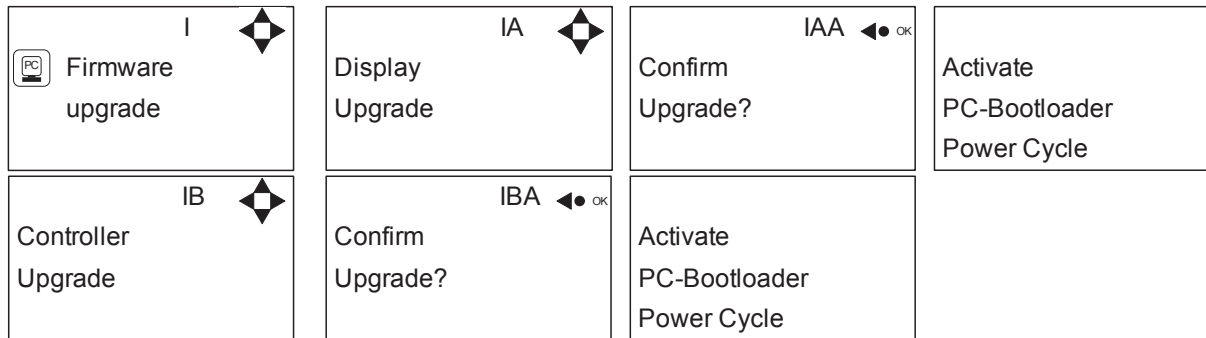 I
PC Firmware
upgrade
IA
Display
Upgrade
IAA OK
Confirm
Upgrade?
Activate
PC-Bootloader
Power Cycle
IB
Controller
Upgrade
IBA OK
Confirm
Upgrade?
Activate
PC-Bootloader
Power Cycle